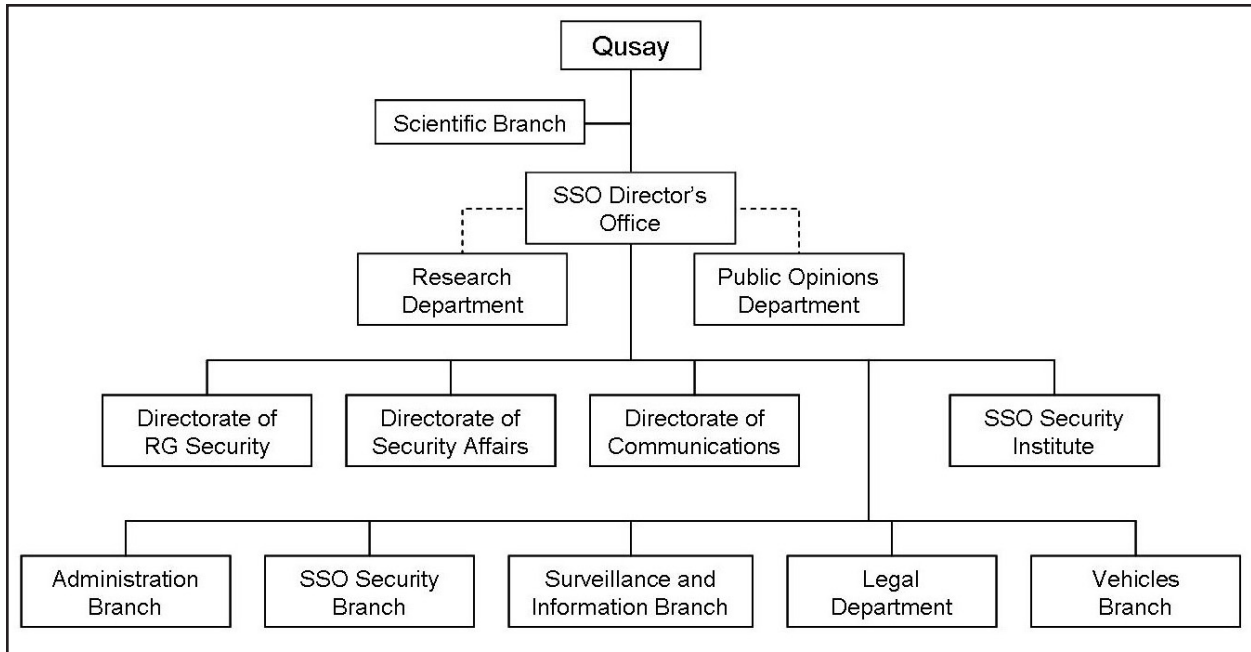 Qusay
Scientific Branch
SSO Director's
Office
Research
Department
Public Opinions
Department
Directorate of
RG Security
Directorate of
Security Affairs
Directorate of
Communications
SSO Security
Institute
Administration
Branch
SSO Security
Branch
Surveillance and
Information Branch
Legal
Department
Vehicles
Branch